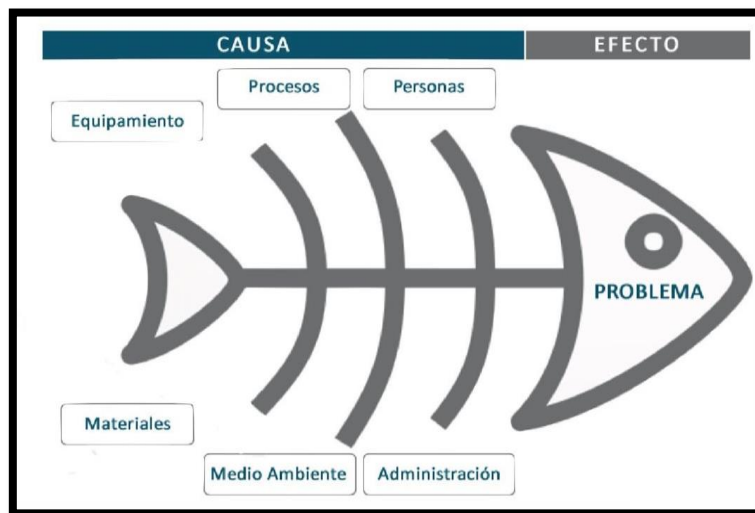 CAUSA
EFECTO
Procesos
Personas
Equipamiento
PROBLEMA
Materiales
Medio Ambiente
Administración